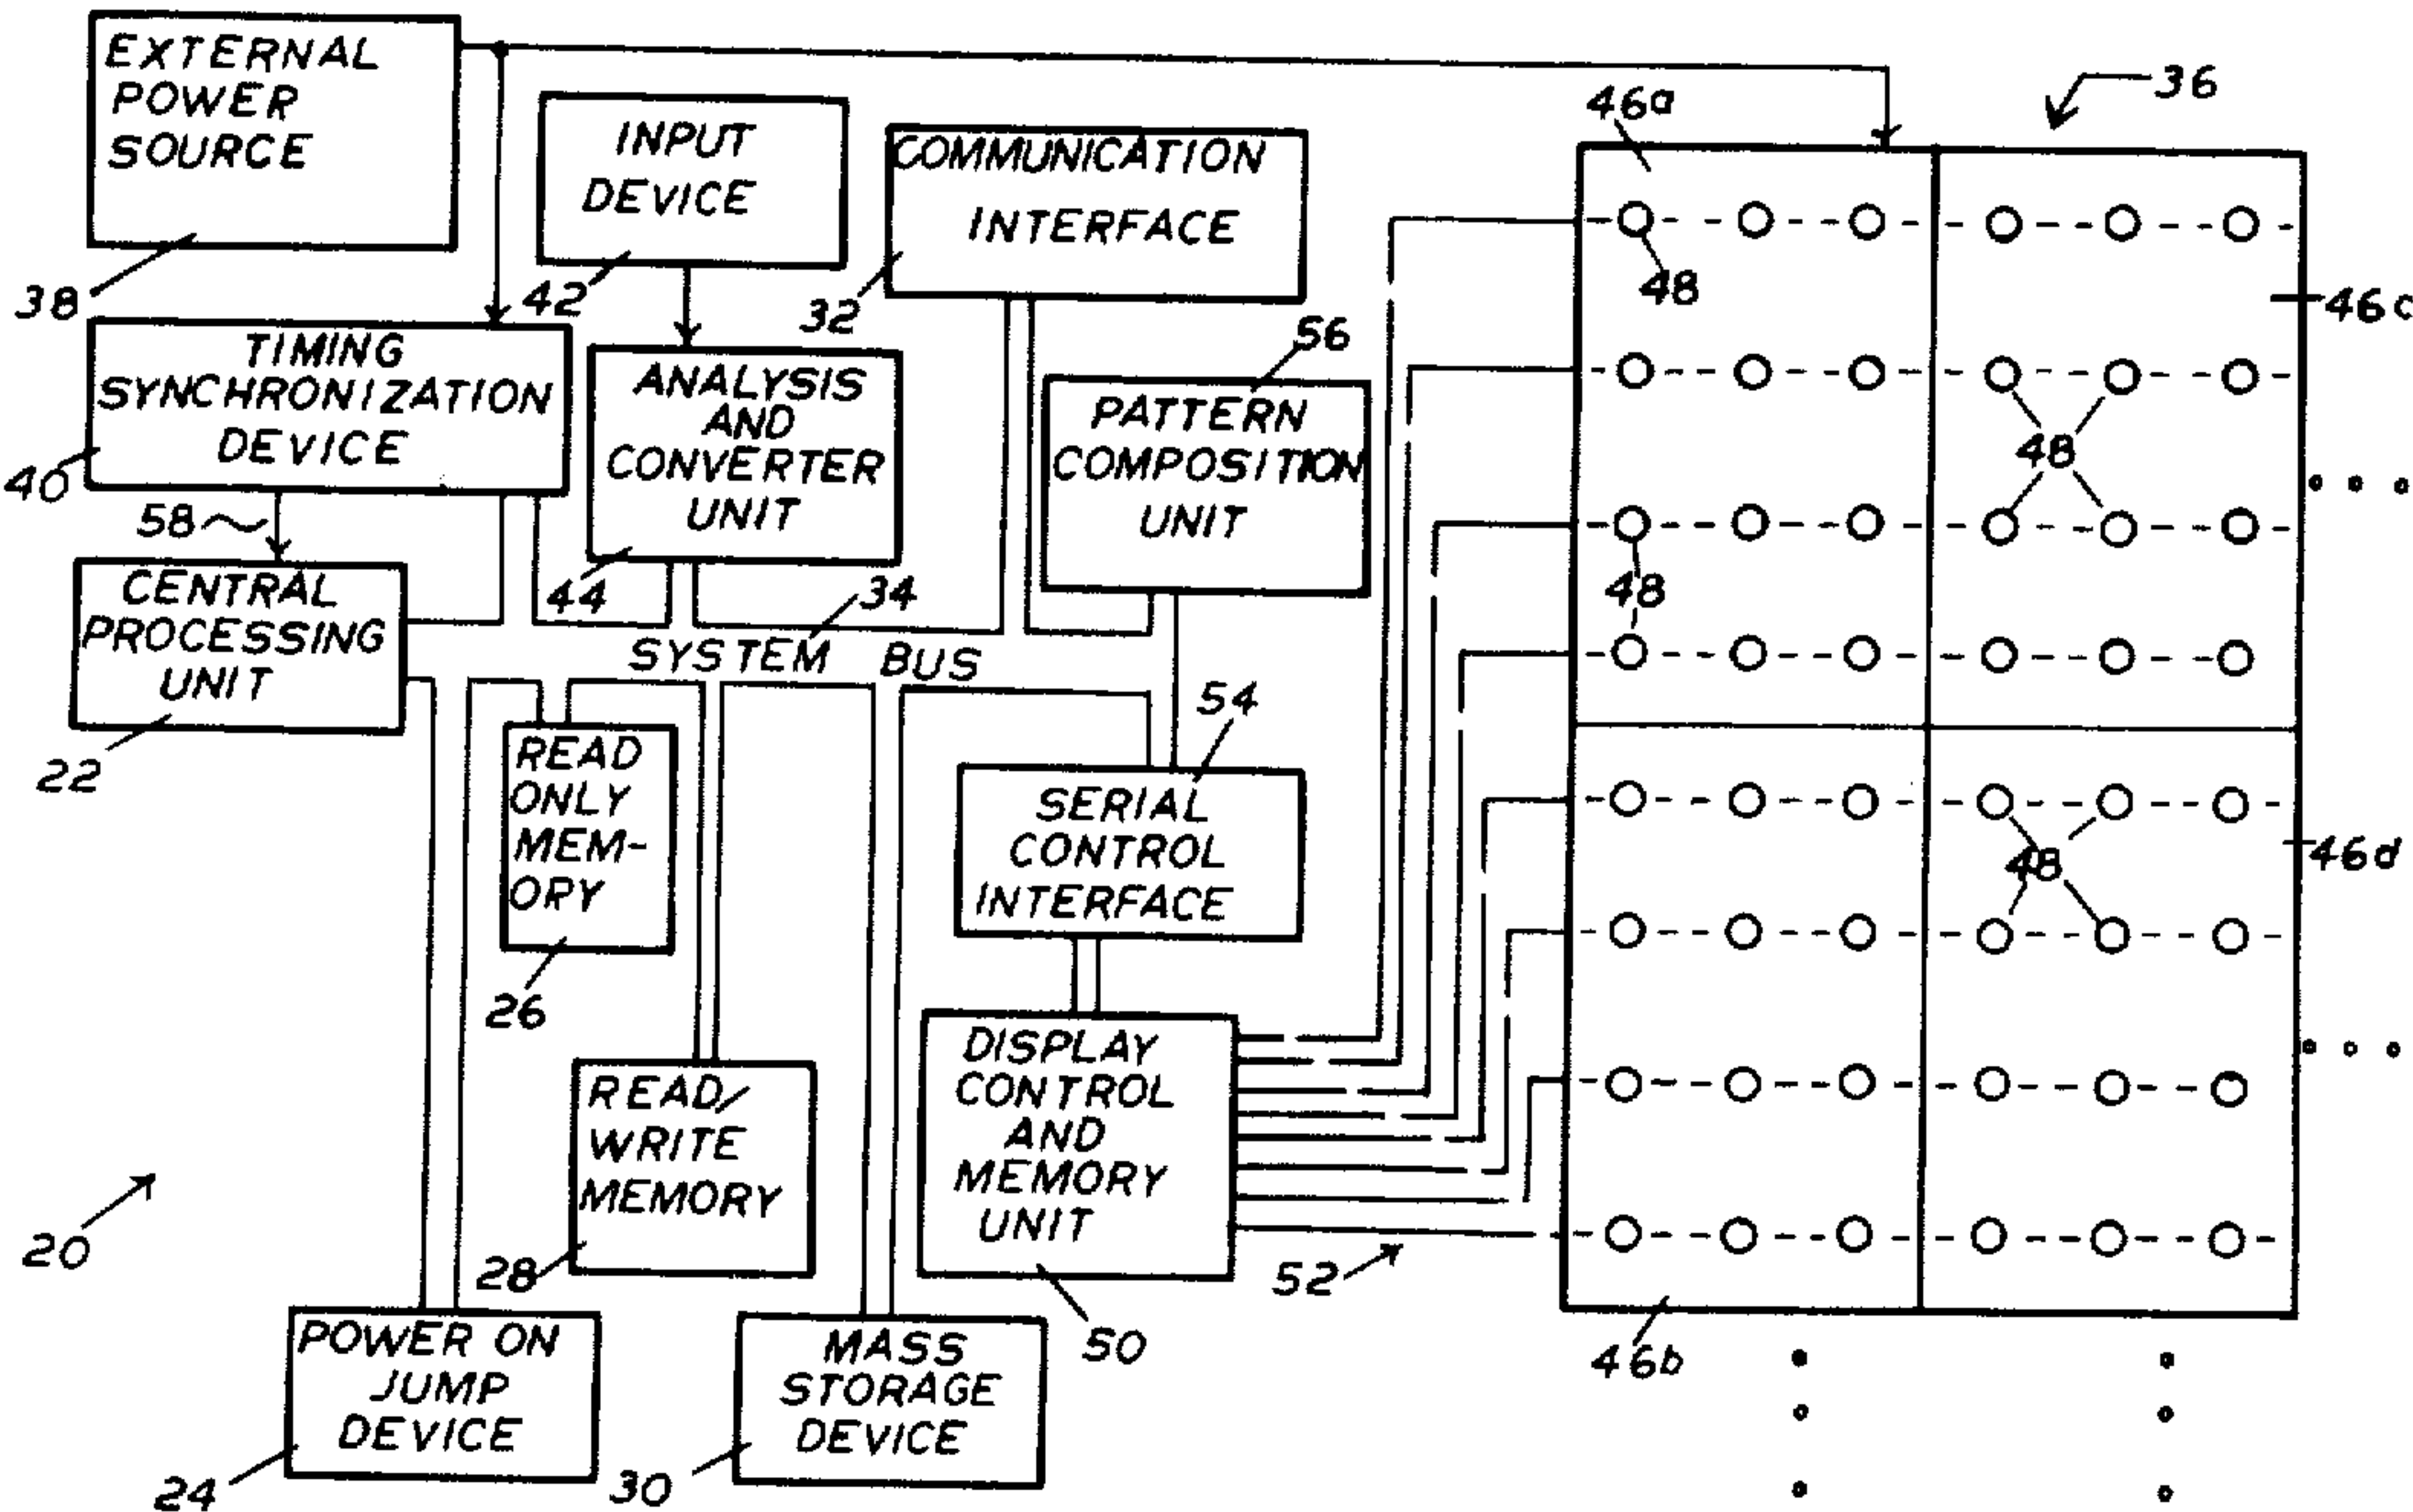 EXTERNAL
POWER
SOURCE
38
INPUT
DEVICE
42
COMMUNICATION
INTERFACE
32
46a
36
48
46c
TIMING
SYNCHRONIZATION
DEVICE
40
58
ANALYSIS
AND
CONVERTER
UNIT
44
56
PATTERN
COMPOSITION
UNIT
48
48
CENTRAL
PROCESSING
UNIT
22
34
SYSTEM BUS
READ
ONLY
MEM-
ORY
26
54
SERIAL
CONTROL
INTERFACE
48
46d
READ/
WRITE
MEMORY
28
DISPLAY
CONTROL
AND
MEMORY
UNIT
50
52
20
POWER ON
JUMP
DEVICE
24
MASS
STORAGE
DEVICE
30
46b